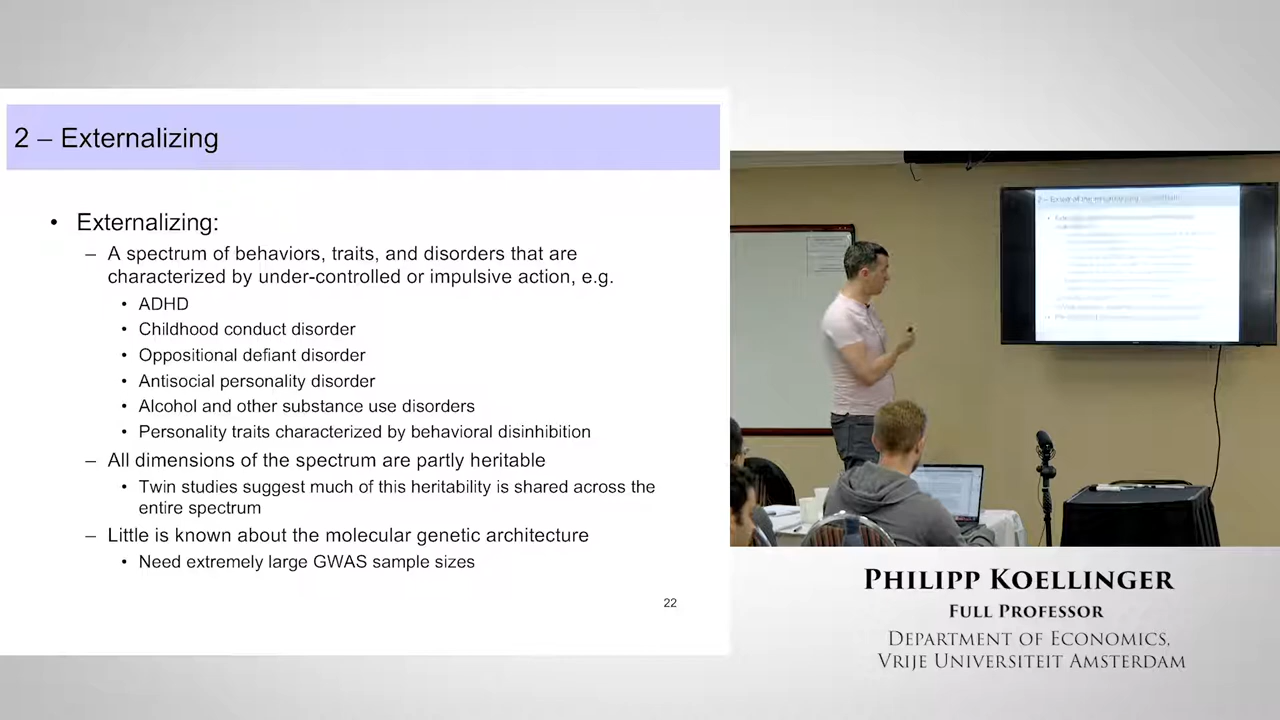 2 – Externalizing
• Externalizing:
– A spectrum of behaviors, traits, and disorders that are
characterized by under-controlled or impulsive action, e.g.
• ADHD
• Childhood conduct disorder
• Oppositional defiant disorder
• Antisocial personality disorder
• Alcohol and other substance use disorders
• Personality traits characterized by behavioral disinhibition
– All dimensions of the spectrum are partly heritable
• Twin studies suggest much of this heritability is shared across the
entire spectrum
– Little is known about the molecular genetic architecture
• Need extremely large GWAS sample sizes
22
PHILIPP KOELLINGER
FULL PROFESSOR
DEPARTMENT OF ECONOMICS,
VRIJE UNIVERSITEIT AMSTERDAM